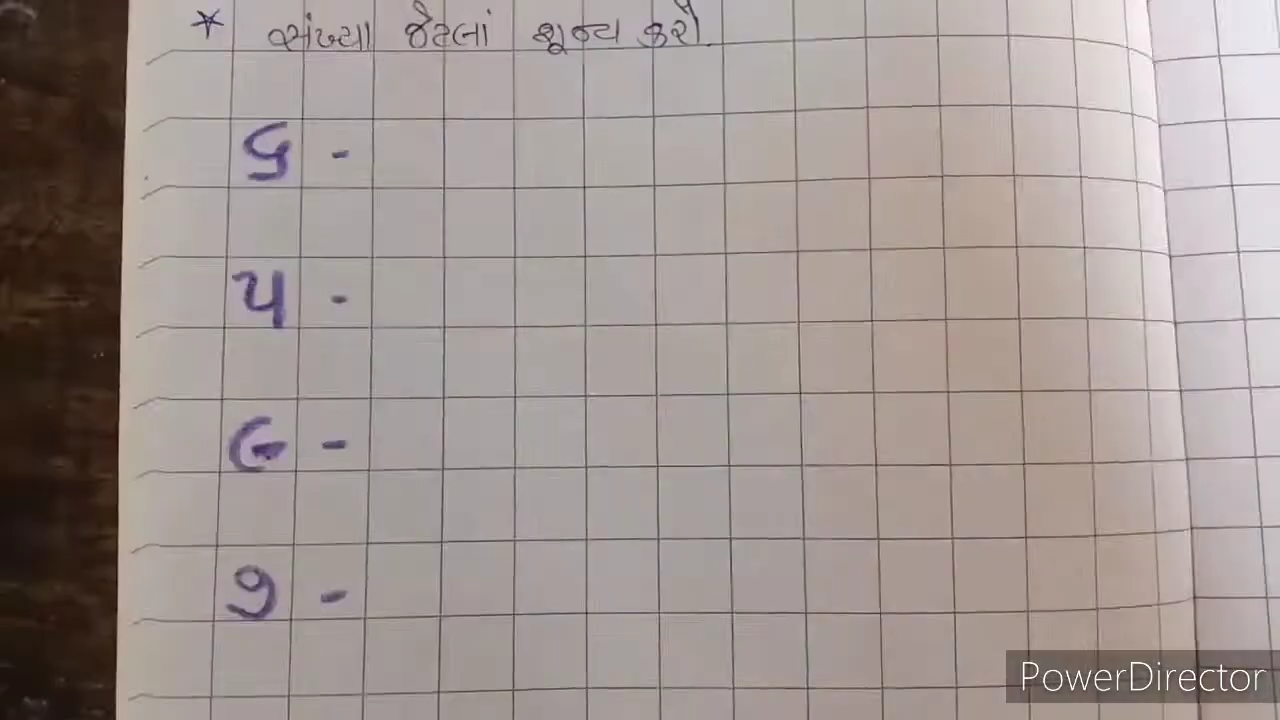 ★ સંખ્યા જેટલાં શૂન્ય કરો.
૬ -
૫ -
૯ -
૭ -
PowerDirector